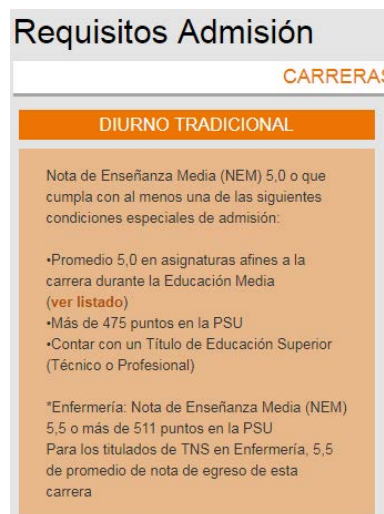 Requisitos Admisión
CARRERAS
DIURNO TRADICIONAL
Nota de Enseñanza Media (NEM) 5,0 o que
cumpla con al menos una de las siguientes
condiciones especiales de admisión:
•Promedio 5,0 en asignaturas afines a la
carrera durante la Educación Media
(ver listado)
•Más de 475 puntos en la PSU
•Contar con un Título de Educación Superior
(Técnico o Profesional)
*Enfermería: Nota de Enseñanza Media (NEM)
5,5 o más de 511 puntos en la PSU
Para los titulados de TNS en Enfermería, 5,5
de promedio de nota de egreso de esta
carrera